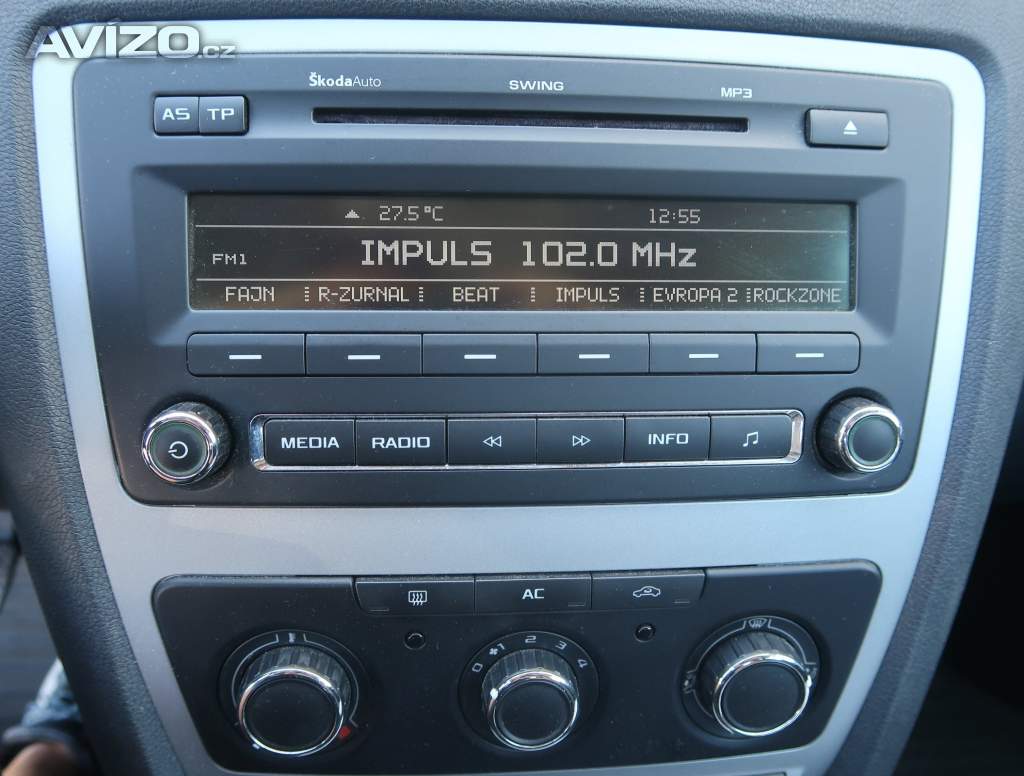 AVÍZO.cz
ŠkodaAuto SWING MP3
AS TP
27.5°C 12:55
FM1 IMPULS 102.0 MHz
FAJN R-ZURNAL BEAT IMPULS EVROPA 2 ROCKZONE
MEDIA RADIO INFO
AC
0 1 2 3 4